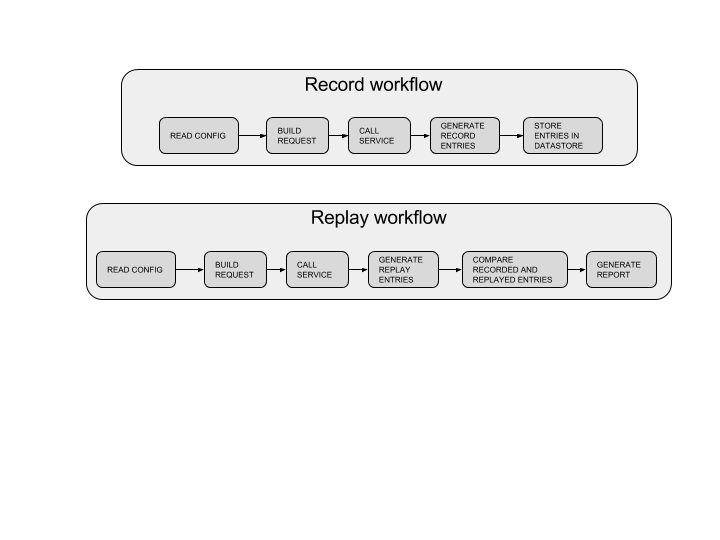 Record workflow
READ CONFIG
BUILD
REQUEST
CALL
SERVICE
GENERATE
RECORD
ENTRIES
STORE
ENTRIES IN
DATASTORE
Replay workflow
READ CONFIG
BUILD
REQUEST
CALL
SERVICE
GENERATE
REPLAY
ENTRIES
COMPARE
RECORDED AND
REPLAYED ENTRIES
GENERATE
REPORT